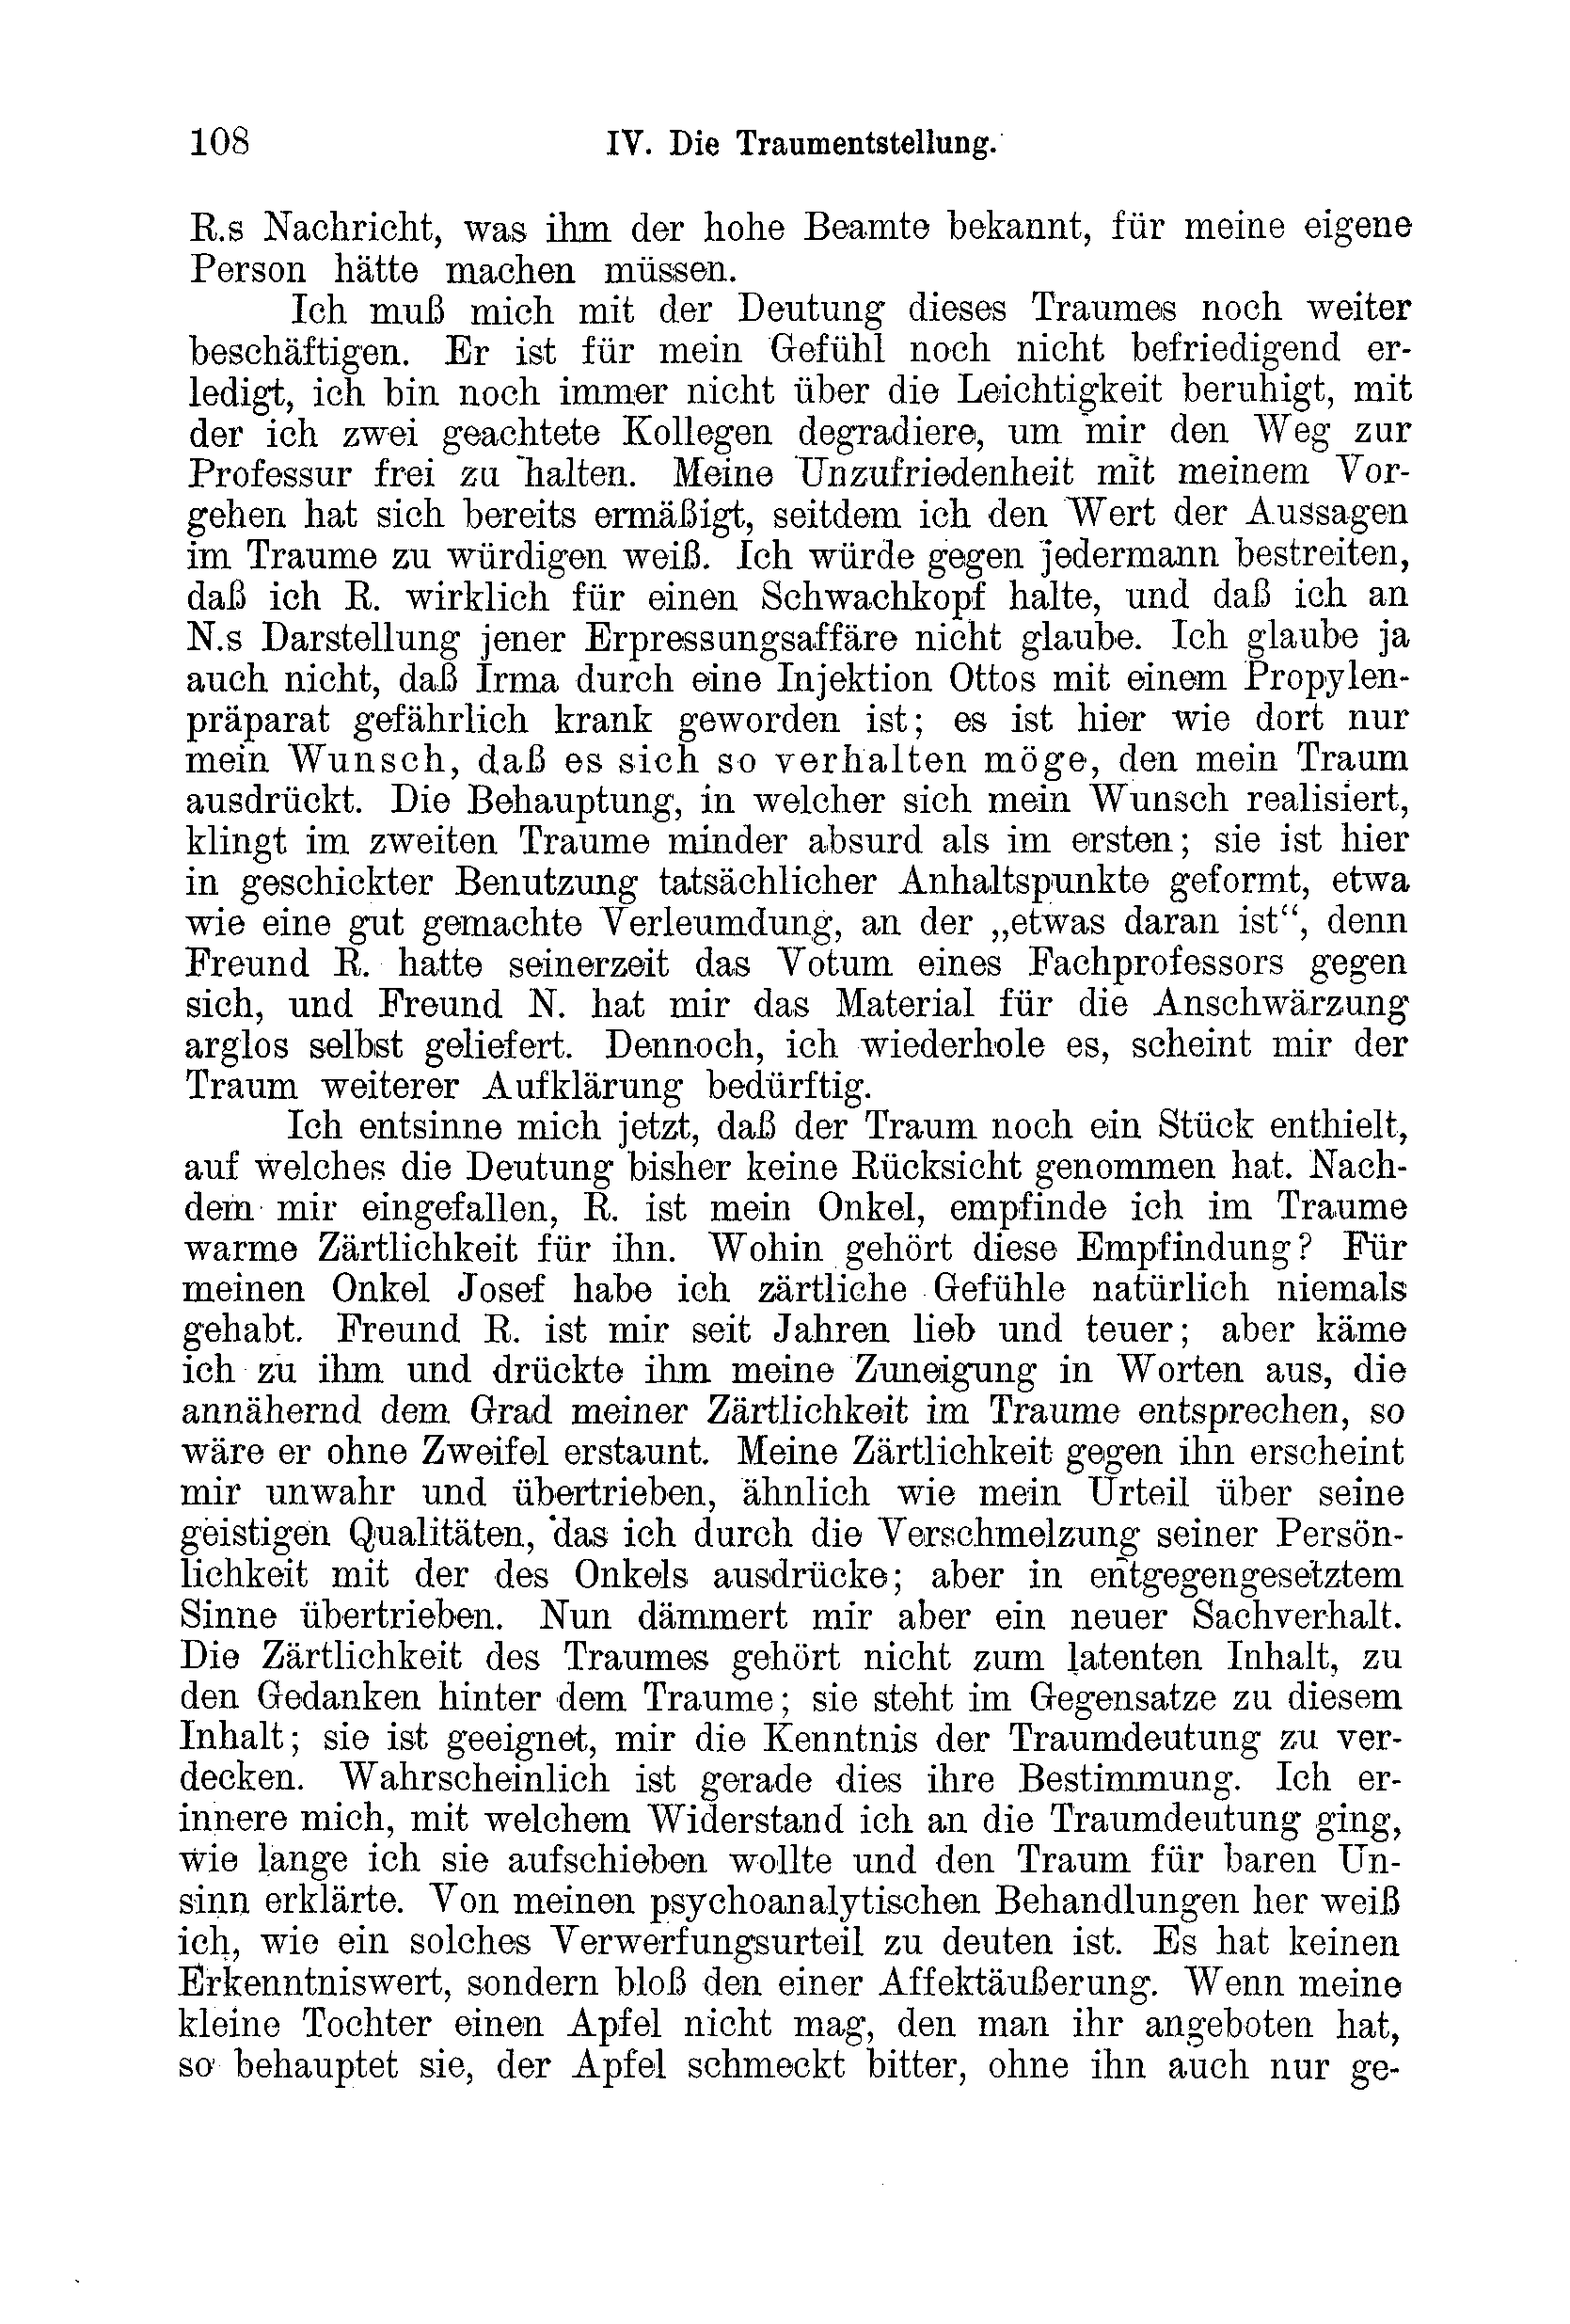 108 IV. Die Traumentstellung.
R.s Nachricht, was ihm der hohe Beamte bekannt, für meine eigene
Person hätte machen müssen.
Ich muß mich mit der Deutung dieses Traumes noch weiter
beschäftigen. Er ist für mein Gefühl noch nicht befriedigend er-
ledigt, ich bin noch immer nicht über die Leichtigkeit beruhigt, mit
der ich zwei geachtete Kollegen degradiere, um mir den Weg zur
Professur frei zu halten. Meine Unzufriedenheit mit meinem Vor-
gehen hat sich bereits ermäßigt, seitdem ich den Wert der Aussagen
im Traume zu würdigen weiß. Ich würde gegen jedermann bestreiten,
daß ich R. wirklich für einen Schwachkopf halte, und daß ich an
N.s Darstellung jener Erpressungsaffäre nicht glaube. Ich glaube ja
auch nicht, daß Irma durch eine Injektion Ottos mit einem Propylen-
präparat gefährlich krank geworden ist; es ist hier wie dort nur
mein Wunsch, daß es sich so verhalten möge, den mein Traum
ausdrückt. Die Behauptung, in welcher sich mein Wunsch realisiert,
klingt im zweiten Traume minder absurd als im ersten; sie ist hier
in geschickter Benutzung tatsächlicher Anhaltspunkte geformt, etwa
wie eine gut gemachte Verleumdung, an der „etwas daran ist“, denn
Freund R. hatte seinerzeit das Votum eines Fachprofessors gegen
sich, und Freund N. hat mir das Material für die Anschwärzung
arglos selbst geliefert. Dennoch, ich wiederhole es, scheint mir der
Traum weiterer Aufklärung bedürftig.
Ich entsinne mich jetzt, daß der Traum noch ein Stück enthielt,
auf welches die Deutung bisher keine Rücksicht genommen hat. Nach-
dem mir eingefallen, R. ist mein Onkel, empfinde ich im Traume
warme Zärtlichkeit für ihn. Wohin gehört diese Empfindung? Für
meinen Onkel Josef habe ich zärtliche Gefühle natürlich niemals
gehabt. Freund R. ist mir seit Jahren lieb und teuer; aber käme
ich zu ihm und drückte ihm meine Zuneigung in Worten aus, die
annähernd dem Grad meiner Zärtlichkeit im Traume entsprechen, so
wäre er ohne Zweifel erstaunt. Meine Zärtlichkeit gegen ihn erscheint
mir unwahr und übertrieben, ähnlich wie mein Urteil über seine
geistigen Qualitäten, das ich durch die Verschmelzung seiner Persön-
lichkeit mit der des Onkels ausdrücke; aber in entgegengesetztem
Sinne übertrieben. Nun dämmert mir aber ein neuer Sachverhalt.
Die Zärtlichkeit des Traumes gehört nicht zum latenten Inhalt, zu
den Gedanken hinter dem Traume; sie steht im Gegensatze zu diesem
Inhalt; sie ist geeignet, mir die Kenntnis der Traumdeutung zu ver-
decken. Wahrscheinlich ist gerade dies ihre Bestimmung. Ich er-
innere mich, mit welchem Widerstand ich an die Traumdeutung ging,
wie lange ich sie aufschieben wollte und den Traum für baren Un-
sinn erklärte. Von meinen psychoanalytischen Behandlungen her weiß
ich, wie ein solches Verwerfungsurteil zu deuten ist. Es hat keinen
Erkenntniswert, sondern bloß den einer Affektäußerung. Wenn meine
kleine Tochter einen Apfel nicht mag, den man ihr angeboten hat,
so behauptet sie, der Apfel schmeckt bitter, ohne ihn auch nur ge-